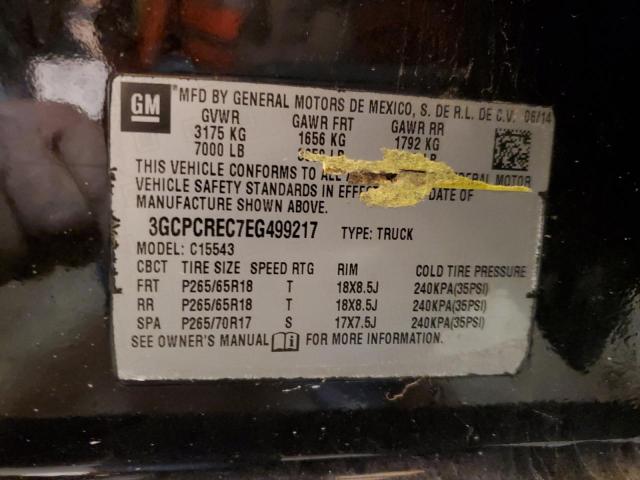 GM MFD BY GENERAL MOTORS DE MEXICO, S. DE R.L. DE C.V. 06/14
GVWR GAWR FRT GAWR RR
3175 KG 1656 KG 1792 KG
7000 LB LB LB
THIS VEHICLE CONFORMS TO ALL MOTOR
VEHICLE SAFETY STANDARDS IN DATE OF
MANUFACTURE SHOWN ABOVE.
3GCPCREC7EG499217 TYPE: TRUCK
MODEL: C15543
CBCT TIRE SIZE SPEED RTG RIM COLD TIRE PRESSURE
FRT P265/65R18 T 18X8.5J 240KPA(35PSI)
RR P265/65R18 T 18X8.5J 240KPA(35PSI)
SPA P265/70R17 S 17X7.5J 240KPA(35PSI)
SEE OWNER'S MANUAL i FOR MORE INFORMATION.